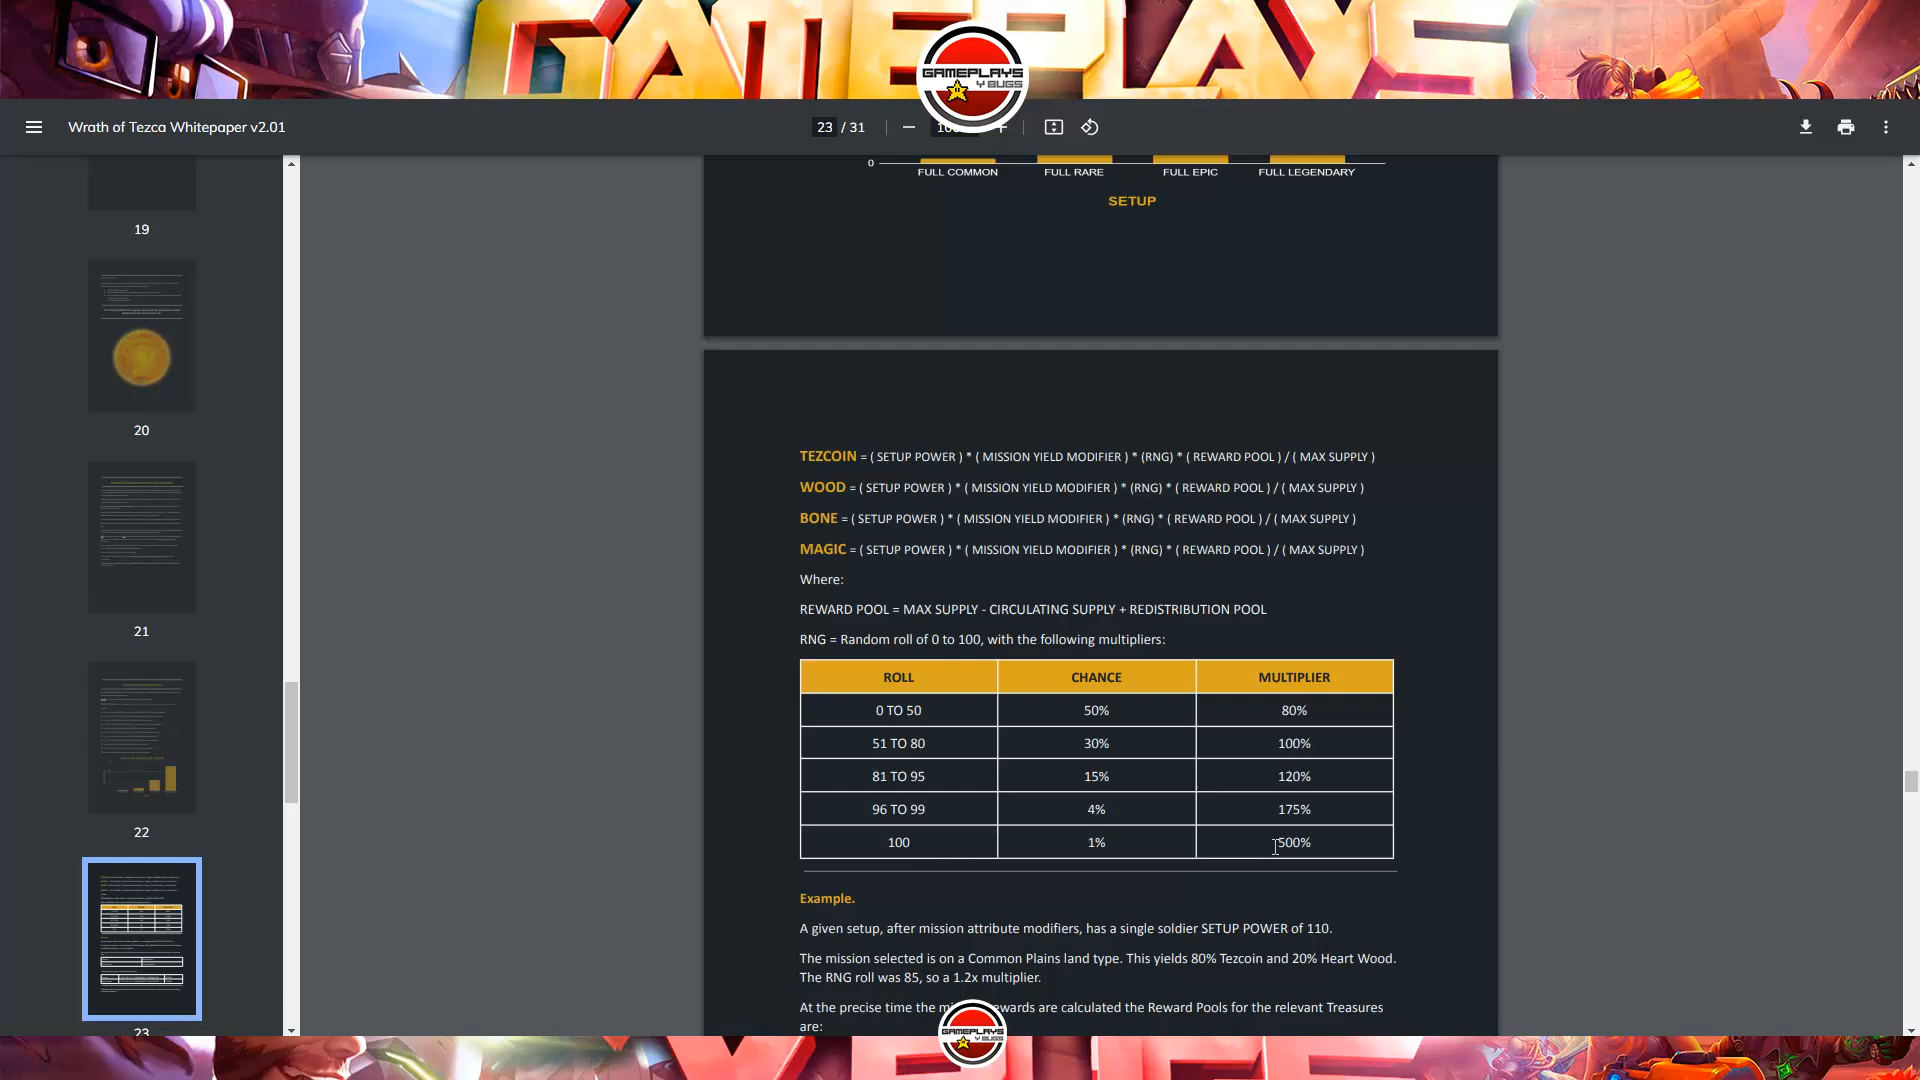 GAMEPLAYS
GAMEPLAYS
Y BUGS
Wrath of Tezca Whitepaper v2.01
23 / 31
0
FULL COMMON
FULL RARE
FULL EPIC
FULL LEGENDARY
SETUP
19
20
21
22
23
TEZCOIN = ( SETUP POWER ) * ( MISSION YIELD MODIFIER ) * (RNG) * ( REWARD POOL ) / ( MAX SUPPLY )
WOOD = ( SETUP POWER ) * ( MISSION YIELD MODIFIER ) * (RNG) * ( REWARD POOL ) / ( MAX SUPPLY )
BONE = ( SETUP POWER ) * ( MISSION YIELD MODIFIER ) * (RNG) * ( REWARD POOL ) / ( MAX SUPPLY )
MAGIC = ( SETUP POWER ) * ( MISSION YIELD MODIFIER ) * (RNG) * ( REWARD POOL ) / ( MAX SUPPLY )
Where:
REWARD POOL = MAX SUPPLY - CIRCULATING SUPPLY + REDISTRIBUTION POOL
RNG = Random roll of 0 to 100, with the following multipliers:
ROLL CHANCE MULTIPLIER
0 TO 50 50% 80%
51 TO 80 30% 100%
81 TO 95 15% 120%
96 TO 99 4% 175%
100 1% 500%
Example.
A given setup, after mission attribute modifiers, has a single soldier SETUP POWER of 110.
The mission selected is on a Common Plains land type. This yields 80% Tezcoin and 20% Heart Wood.
The RNG roll was 85, so a 1.2x multiplier.
At the precise time the rewards are calculated the Reward Pools for the relevant Treasures
are:
GAMEPLAYS
Y BUGS